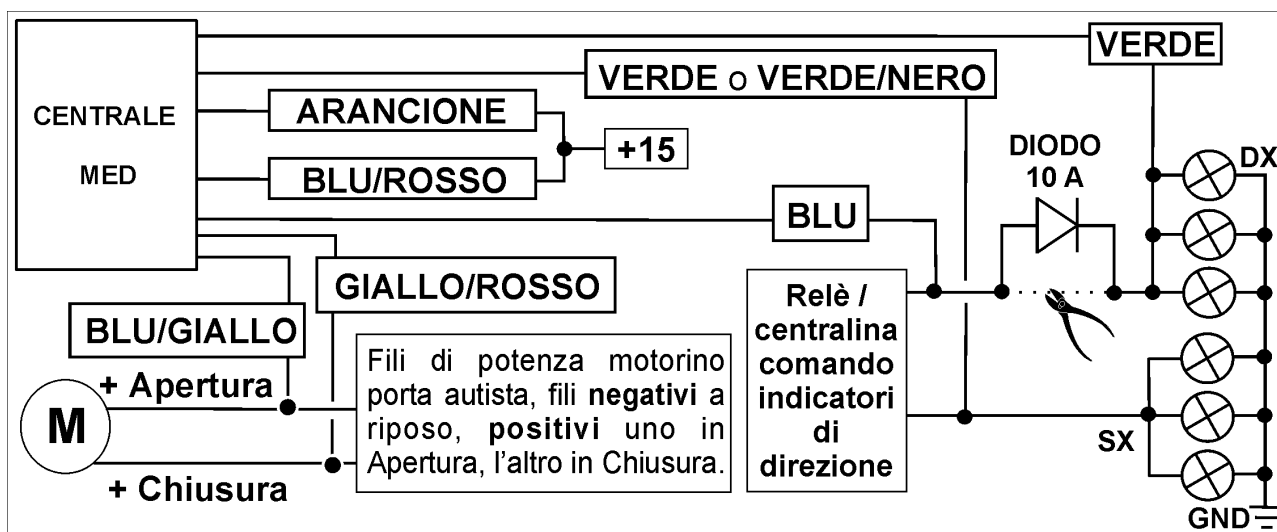 VERDE
VERDE o VERDE/NERO
CENTRALE
MED
ARANCIONE
+15
BLU/ROSSO
DIODO
10 A
DX
BLU
GIALLO/ROSSO
BLU/GIALLO
+ Apertura
M
+ Chiusura
Fili di potenza motorino
porta autista, fili negativi a
riposo, positivi uno in
Apertura, l'altro in Chiusura.
Relè /
centralina
comando
indicatori
di
direzione
SX
GND